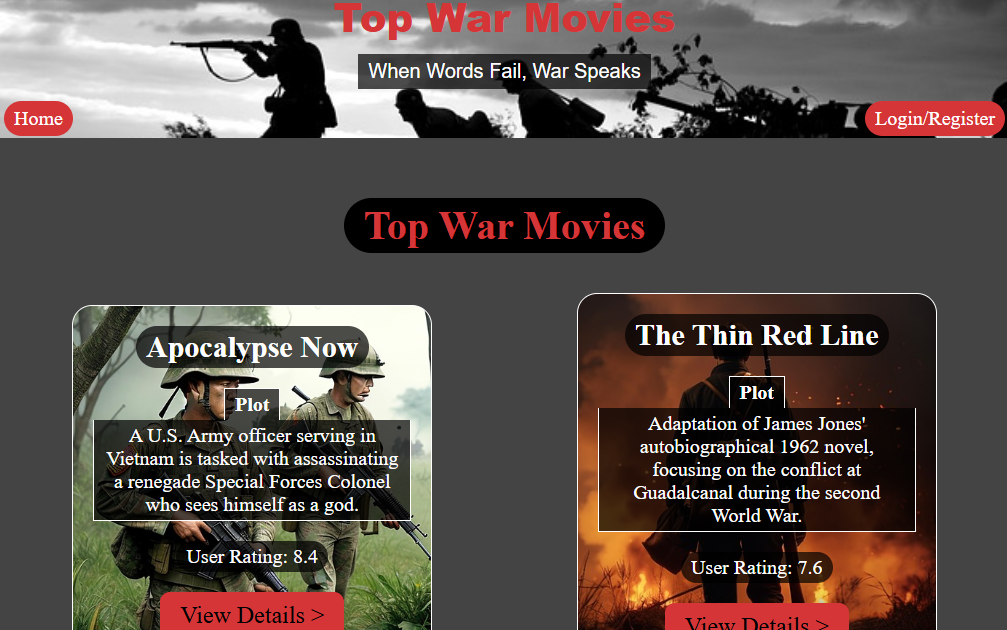 Top War Movies
When Words Fail, War Speaks
Home
Login/Register
Top War Movies
Apocalypse Now
Plot
A U.S. Army officer serving in
Vietnam is tasked with assassinating
a renegade Special Forces Colonel
who sees himself as a god.
User Rating: 8.4
View Details >
The Thin Red Line
Plot
Adaptation of James Jones'
autobiographical 1962 novel,
focusing on the conflict at
Guadalcanal during the second
World War.
User Rating: 7.6
View Details >